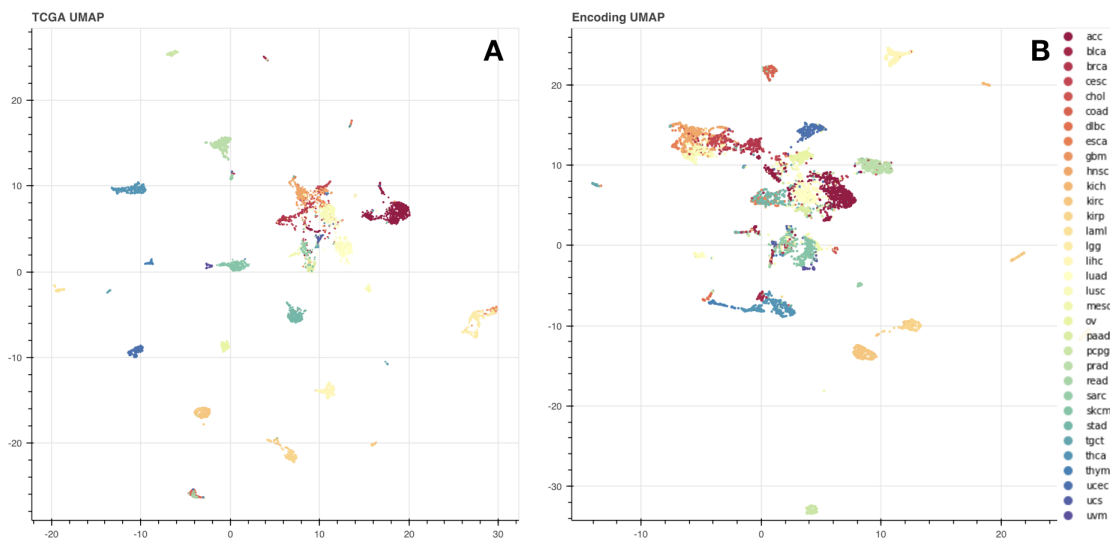 TCGA UMAP
A
20
10
0
-10
-20
-20
-10
0
10
20
30
Encoding UMAP
B
20
10
0
-10
-20
-30
-10
0
10
20
acc
blca
brca
cesc
chol
coad
dlbc
esca
gbm
hnsc
kich
kirc
kirp
laml
lgg
lihc
luad
lusc
meso
ov
paad
pcpg
prad
read
sarc
skcm
stad
tgct
thca
thym
ucec
ucs
uvm